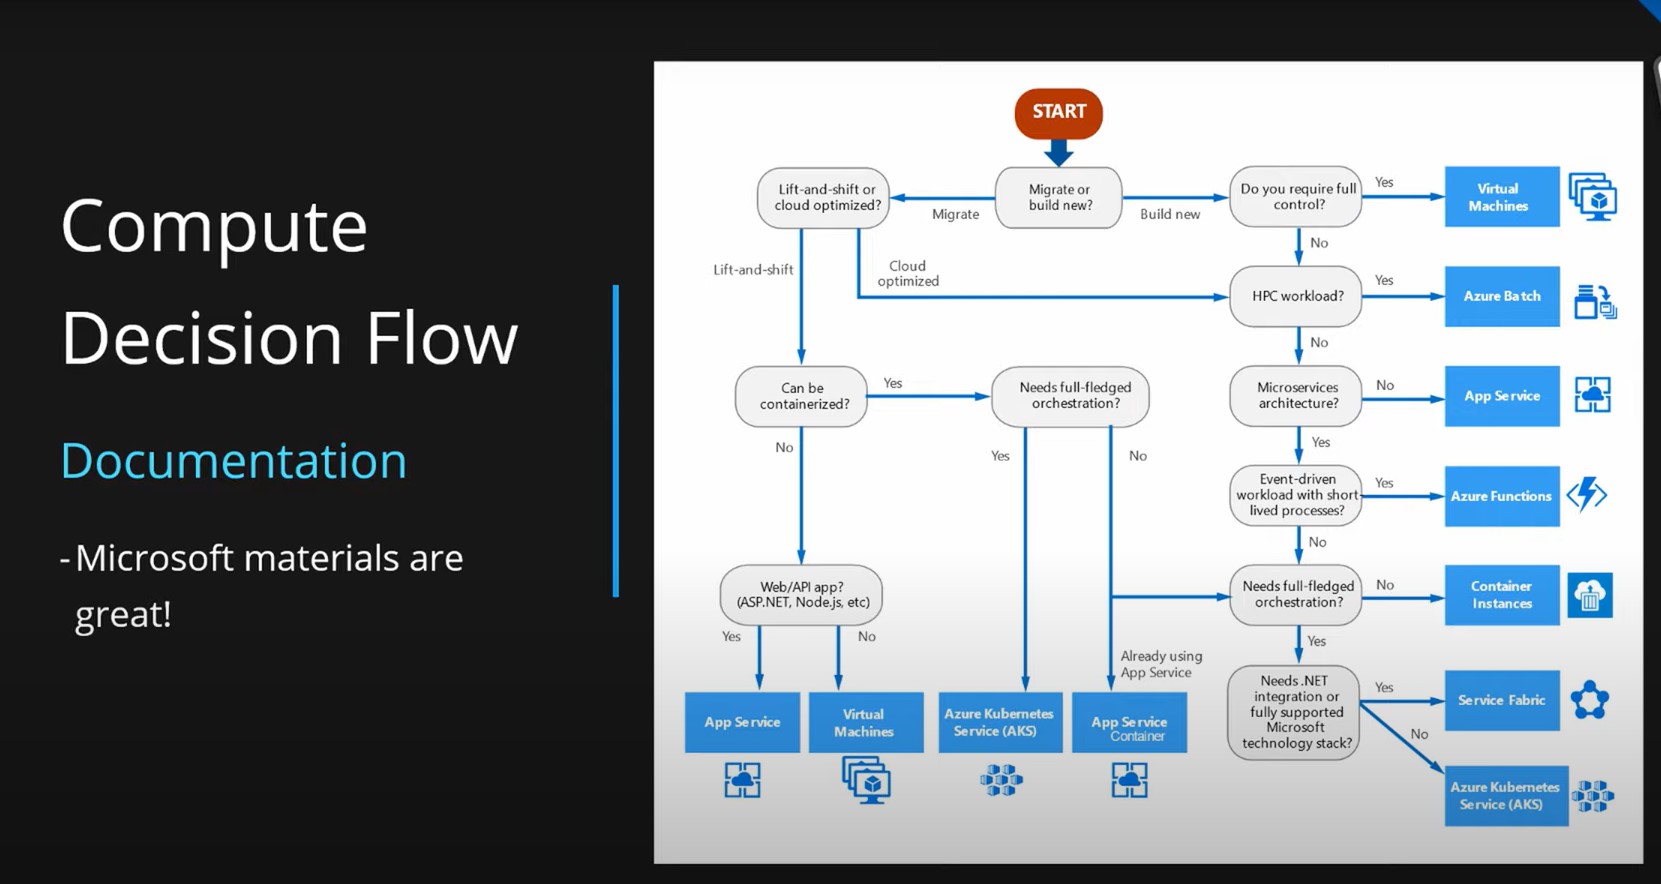 Compute
Decision Flow
Documentation
- Microsoft materials are
great!
START
Lift-and-shift or
cloud optimized?
Migrate
Migrate or
build new?
Build new
Do you require full
control?
Yes
Virtual
Machines
No
Lift-and-shift
Cloud
optimized
HPC workload?
Yes
Azure Batch
No
Can be
containerized?
Yes
Needs full-fledged
orchestration?
Microservices
architecture?
No
App Service
No
Yes
No
Yes
Event-driven
workload with short-
lived processes?
Yes
Azure Functions
No
Web/API app?
(ASP.NET, Node.js, etc)
Needs full-fledged
orchestration?
No
Container
Instances
Yes
No
Already using
App Service
Yes
App Service
Virtual
Machines
Azure Kubernetes
Service (AKS)
App Service
Container
Needs .NET
integration or
fully supported
Microsoft
technology stack?
Yes
Service Fabric
No
Azure Kubernetes
Service (AKS)